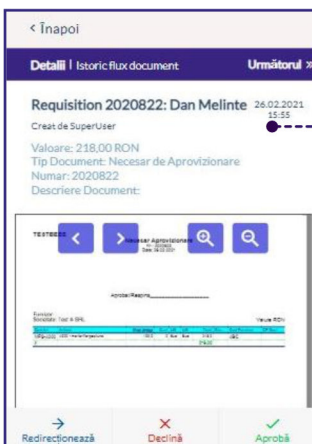 < Înapoi
Detalii | Istoric flux document Următorul »
Requisition 2020822: Dan Melinte 26.02.2021
15:55
Creat de SuperUser
Valoare: 218,00 RON
Tip Document: Necesar de Aprovizionare
Numar: 2020822
Descriere Document:
Necesar Aprovizionare
Aprobat/Respins
Valuta RON
Redirecționează Declină Aprobă